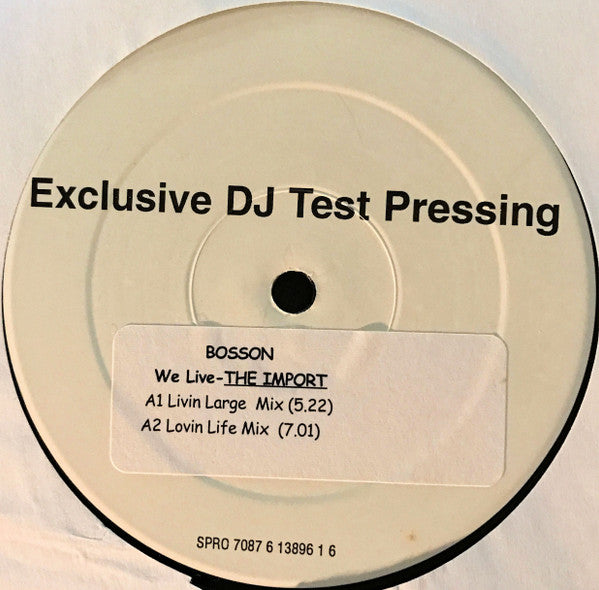 Exclusive DJ Test Pressing
BOSSON
We Live-THE IMPORT
A1 Livin Large Mix (5.22)
A2 Lovin Life Mix (7.01)
SPRO 7087 6 13896 1 6